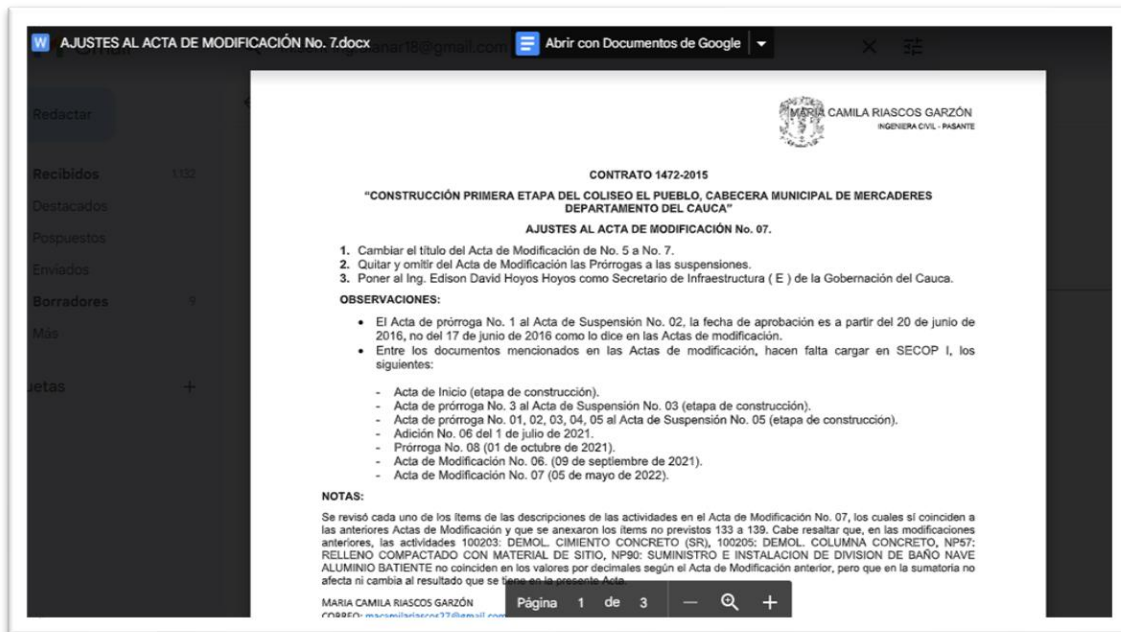 AJUSTES AL ACTA DE MODIFICACIÓN No. 7.docx
Abrir con Documentos de Google
Redactar
Recibidos 1.132
Destacados
Pospuestos
Enviados
Borradores 9
Más
uetas +
MARIA CAMILA RIASCOS GARZÓN
INGENIERA CIVIL - PASANTE
CONTRATO 1472-2015
“CONSTRUCCIÓN PRIMERA ETAPA DEL COLISEO EL PUEBLO, CABECERA MUNICIPAL DE MERCADERES
DEPARTAMENTO DEL CAUCA”
AJUSTES AL ACTA DE MODIFICACIÓN No. 07.
1. Cambiar el título del Acta de Modificación de No. 5 a No. 7.
2. Quitar y omitir del Acta de Modificación las Prórrogas a las suspensiones.
3. Poner al Ing. Edison David Hoyos Hoyos como Secretario de Infraestructura ( E ) de la Gobernación del Cauca.
OBSERVACIONES:
• El Acta de prórroga No. 1 al Acta de Suspensión No. 02, la fecha de aprobación es a partir del 20 de junio de
2016, no del 17 de junio de 2016 como lo dice en las Actas de modificación.
• Entre los documentos mencionados en las Actas de modificación, hacen falta cargar en SECOP I, los
siguientes:
- Acta de Inicio (etapa de construcción).
- Acta de prórroga No. 3 al Acta de Suspensión No. 03 (etapa de construcción).
- Acta de prórroga No. 01, 02, 03, 04, 05 al Acta de Suspensión No. 05 (etapa de construcción).
- Adición No. 06 del 1 de julio de 2021.
- Prórroga No. 08 (01 de octubre de 2021).
- Acta de Modificación No. 06. (09 de septiembre de 2021).
- Acta de Modificación No. 07 (05 de mayo de 2022).
NOTAS:
Se revisó cada uno de los Ítems de las descripciones de las actividades en el Acta de Modificación No. 07, los cuales sí coinciden a
las anteriores Actas de Modificación y que se anexaron los ítems no previstos 133 a 139. Cabe resaltar que, en las modificaciones
anteriores, las actividades 100203: DEMOL. CIMIENTO CONCRETO (SR), 100205: DEMOL. COLUMNA CONCRETO, NP57:
RELLENO COMPACTADO CON MATERIAL DE SITIO, NP90: SUMINISTRO E INSTALACION DE DIVISION DE BAÑO NAVE
ALUMINIO BATIENTE no coinciden en los valores por decimales según el Acta de Modificación anterior, pero que en la sumatoria no
afecta ni cambia al resultado que se tiene en la presente Acta.
MARIA CAMILA RIASCOS GARZÓN
Página 1 de 3